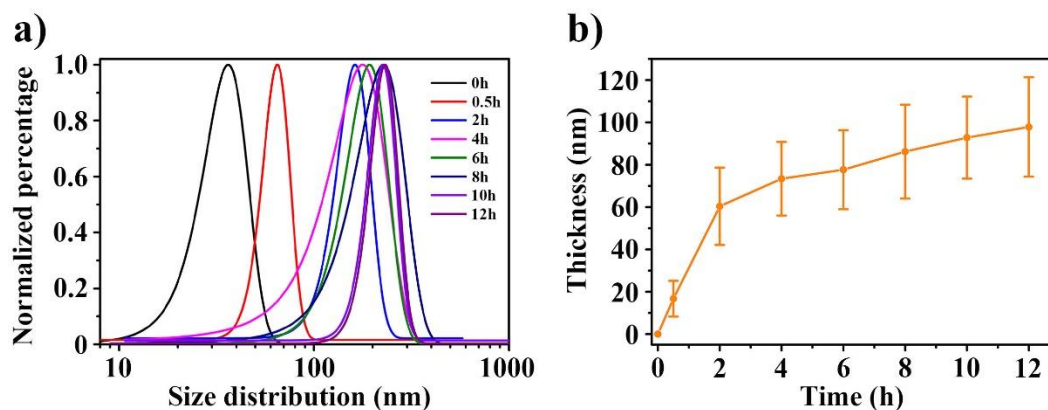 a)
Normalized percentage
1.0
0.8
0.6
0.4
0.2
0
10
100
1000
Size distribution (nm)
0h
0.5h
2h
4h
6h
8h
10h
12h
b)
Thickness (nm)
120
100
80
60
40
20
0
0 2 4 6 8 10 12
Time (h)